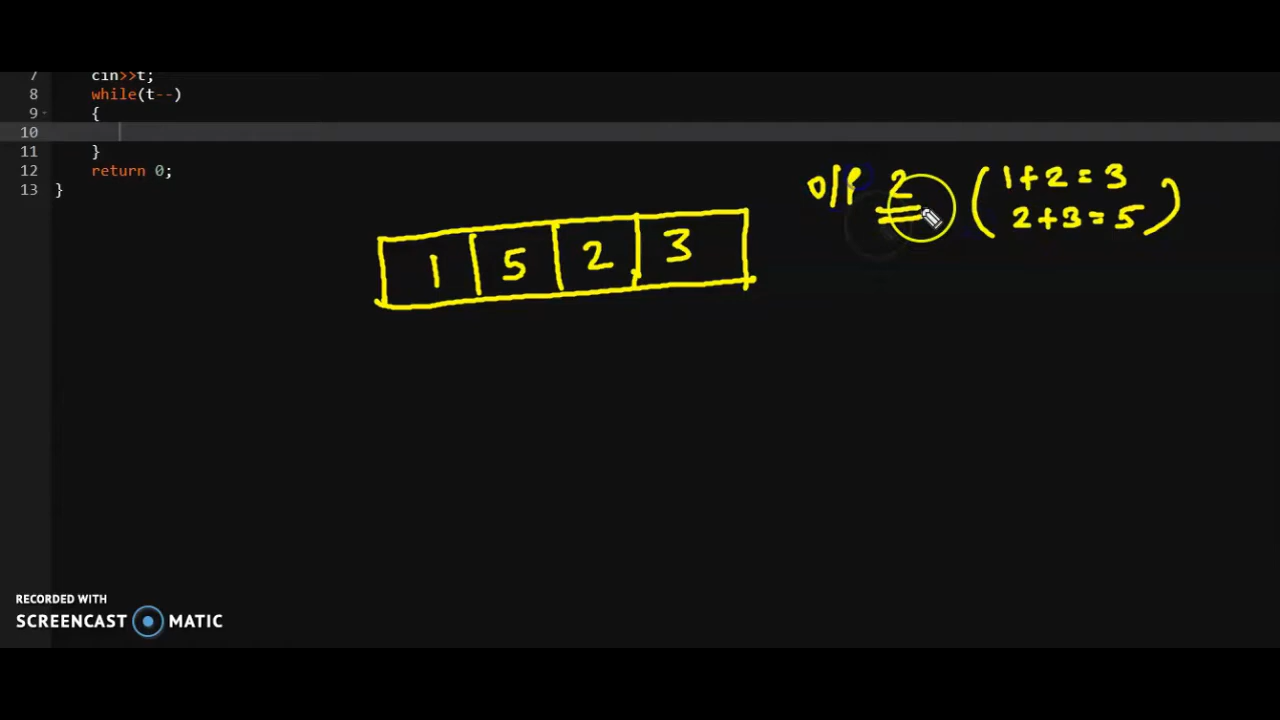 7 cin>>t;
8 while(t--)
9 {
10
11 }
12 return 0;
13 }
O/P 2 (1+2=3
2+3=5)
1 5 2 3
RECORDED WITH
SCREENCAST MATIC